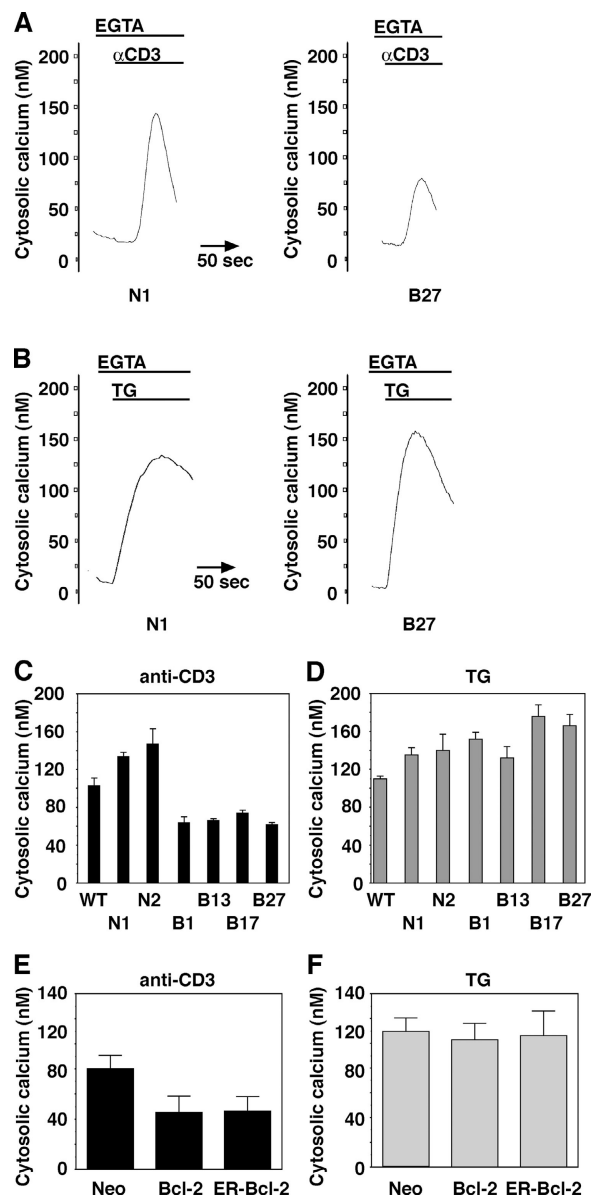 A
EGTA
αCD3
Cytosolic calcium (nM)
200
150
100
50
0
50 sec
N1
EGTA
αCD3
Cytosolic calcium (nM)
200
150
100
50
0
B27
B
EGTA
TG
Cytosolic calcium (nM)
200
150
100
50
0
50 sec
N1
EGTA
TG
Cytosolic calcium (nM)
200
150
100
50
0
B27
C
anti-CD3
Cytosolic calcium (nM)
200
160
120
80
40
0
WT N2 B13 B27
N1 B1 B17
D
TG
Cytosolic calcium (nM)
200
160
120
80
40
0
WT N2 B13 B27
N1 B1 B17
E
anti-CD3
Cytosolic calcium (nM)
140
120
80
40
0
Neo Bcl-2 ER-Bcl-2
F
TG
Cytosolic calcium (nM)
140
120
80
40
0
Neo Bcl-2 ER-Bcl-2